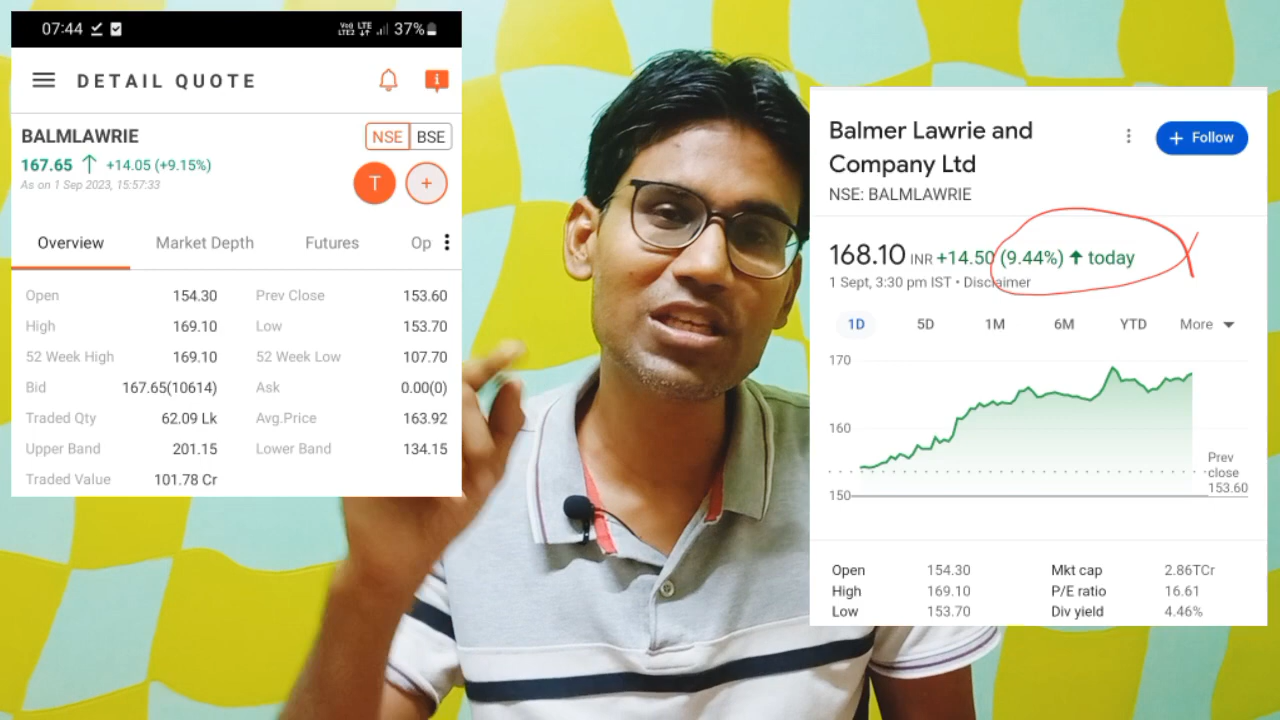 07:44
Vo) LTE
LTE2 37%
DETAIL QUOTE
BALMLAWRIE
NSE BSE
167.65 ↑ +14.05 (+9.15%)
As on 1 Sep 2023, 15:57:33
T +
Overview Market Depth Futures Op
Open 154.30 Prev Close 153.60
High 169.10 Low 153.70
52 Week High 169.10 52 Week Low 107.70
Bid 167.65(10614) Ask 0.00(0)
Traded Qty 62.09 Lk Avg.Price 163.92
Upper Band 201.15 Lower Band 134.15
Traded Value 101.78 Cr
Balmer Lawrie and
Company Ltd
+ Follow
NSE: BALMLAWRIE
168.10 INR +14.50 (9.44%) ↑ today
1 Sept, 3:30 pm IST • Disclaimer
1D 5D 1M 6M YTD More
170
160
150
Prev
close
153.60
Open 154.30 Mkt cap 2.86TCr
High 169.10 P/E ratio 16.61
Low 153.70 Div yield 4.46%